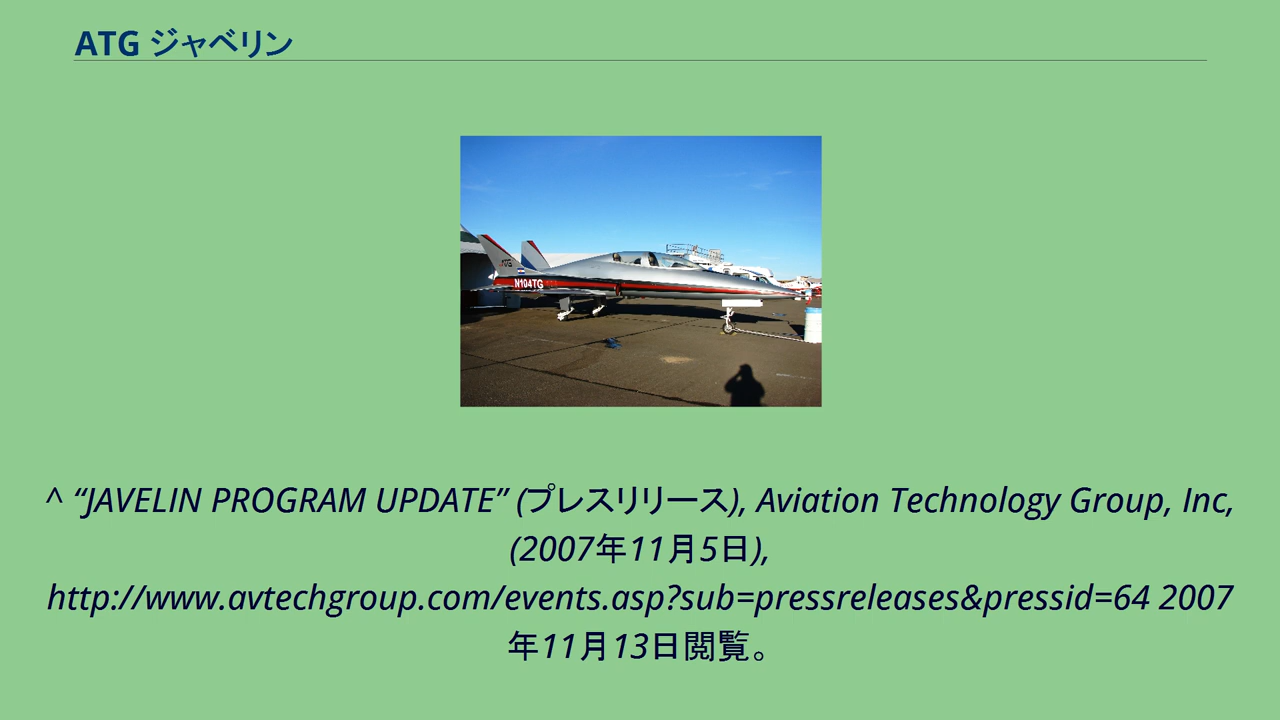 ATG ジャベリン
N104TG
^ “JAVELIN PROGRAM UPDATE” (プレスリリース), Aviation Technology Group, Inc,
(2007年11月5日),
http://www.avtechgroup.com/events.asp?sub=pressreleases&pressid=64 2007
年11月13日閲覧。